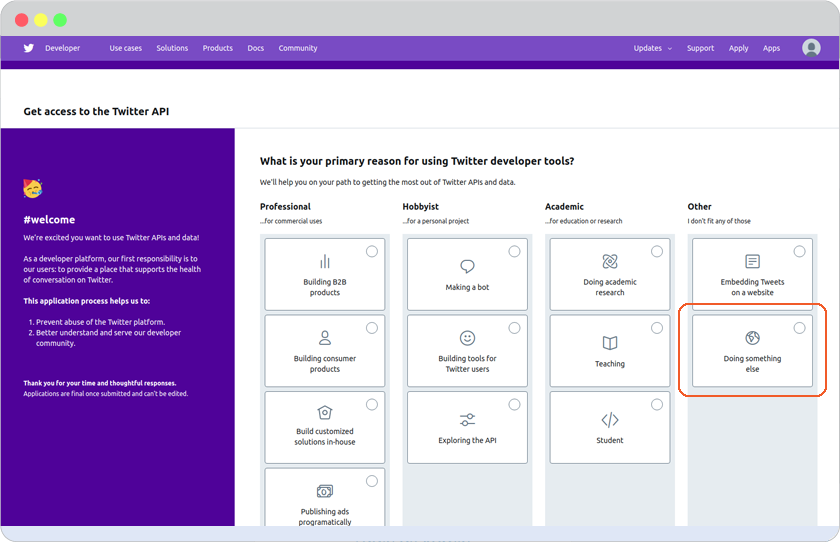 Developer Use cases Solutions Products Docs Community Updates Support Apply Apps
Get access to the Twitter API
#welcome
We're excited you want to use Twitter APIs and data!
As a developer platform, our first responsibility is to
our users: to provide a place that supports the health
of conversation on Twitter.
This application process helps us to:
1. Prevent abuse of the Twitter platform.
2. Better understand and serve our developer
community.
Thank you for your time and thoughtful responses.
Applications are final once submitted and can't be edited.
What is your primary reason for using Twitter developer tools?
We'll help you on your path to getting the most out of Twitter APIs and data.
Professional
...for commercial uses
Building B2B
products
Building consumer
products
Build customized
solutions in-house
Publishing ads
programatically
Hobbyist
...for a personal project
Making a bot
Building tools for
Twitter users
Exploring the API
Academic
...for education or research
Doing academic
research
Teaching
Student
Other
I don't fit any of those
Embedding Tweets
on a website
Doing something
else